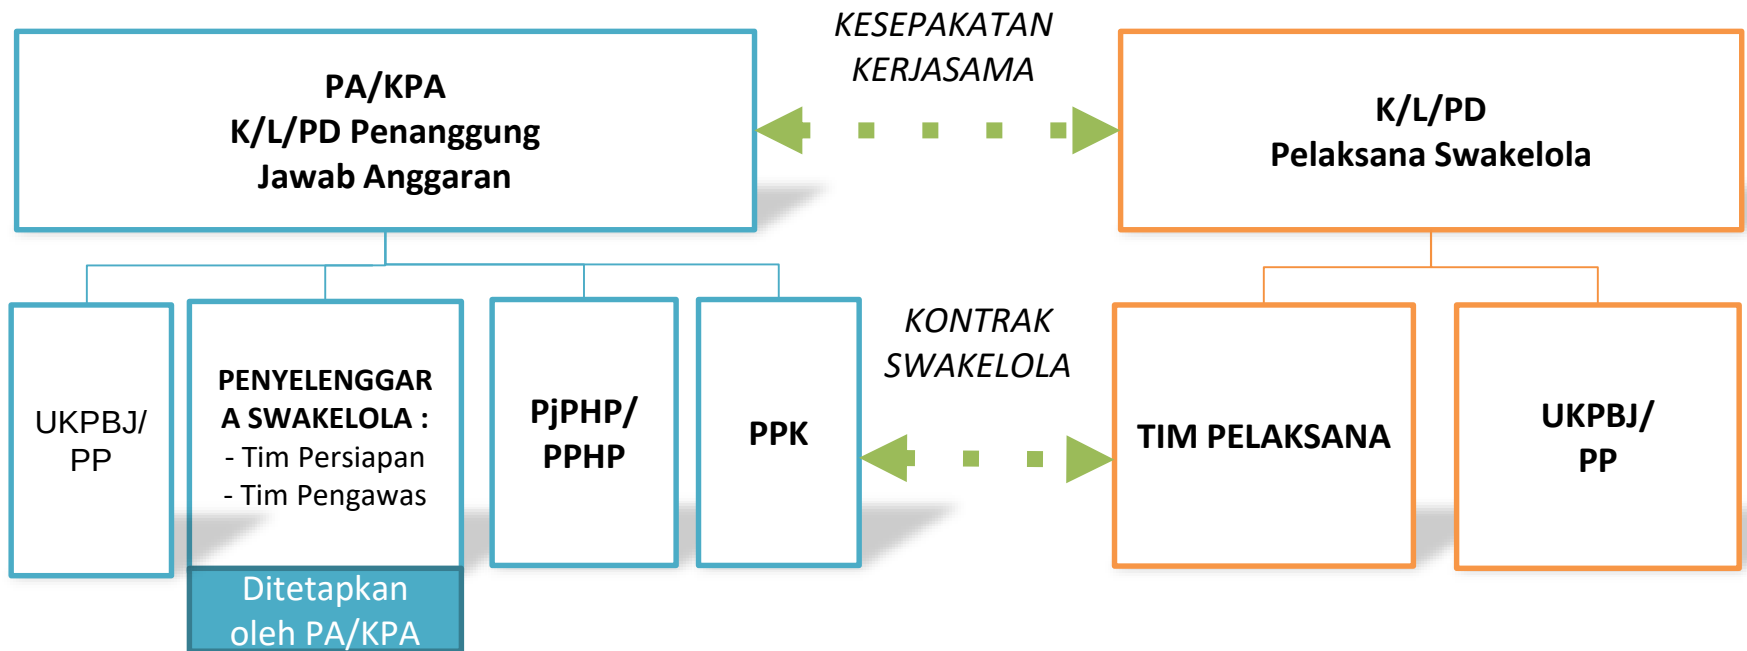 KESEPAKATAN
KERJASAMA
PA/KPA
K/L/PD Penanggung
Jawab Anggaran
K/L/PD
Pelaksana Swakelola
UKPBJ/
PP
PENYELENGGAR
A SWAKELOLA :
- Tim Persiapan
- Tim Pengawas
Ditetapkan
oleh PA/KPA
PjPHP/
PPHP
PPK
KONTRAK
SWAKELOLA
TIM PELAKSANA
UKPBJ/
PP